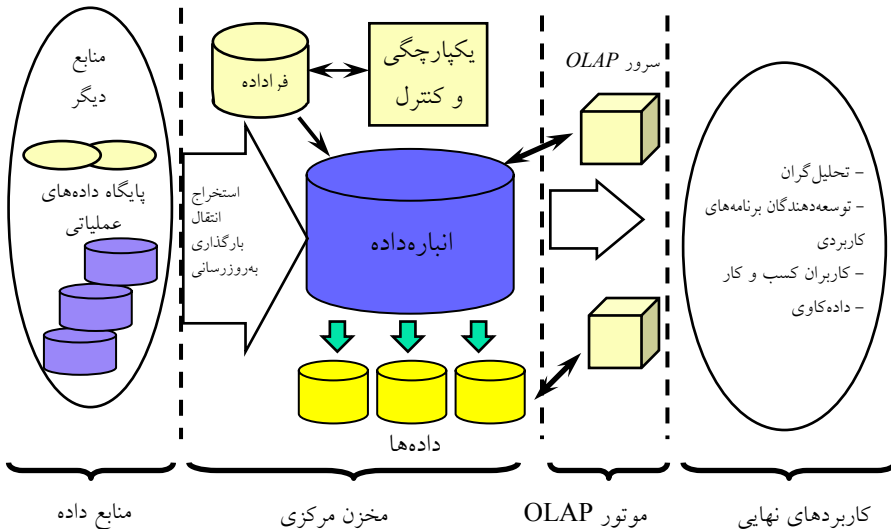 منابع
دیگر
پایگاه داده‌های
عملیاتی
استخراج
انتقال
بارگذاری
به‌روزرسانی
فراداده
یکپارچگی
و کنترل
انباره‌داده
داده‌ها
سرور OLAP
- تحلیل‌گران
- توسعه‌دهندگان برنامه‌های
کاربردی
- کاربران کسب و کار
- داده‌کاوی
منابع داده
مخزن مرکزی
موتور OLAP
کاربردهای نهایی